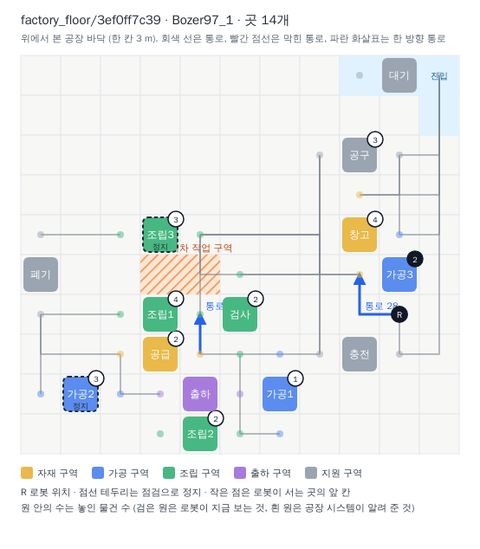 factory_floor/3ef0ff7c39 · Bozer97_1 · 곳 14개
위에서 본 공장 바닥 (한 칸 3 m). 회색 선은 통로, 빨간 점선은 막힌 통로, 파란 화살표는 한 방향 통로
대기
3
공구
3
조립3
정지
차 작업 구역
4
창고
폐기
2
가공3
4
조립1
통로
2
검사
통로 28
R
2
공급
충전
3
가공2
정지
출하
1
가공1
2
조립2
자재 구역 가공 구역 조립 구역 출하 구역 지원 구역
R 로봇 위치 · 점선 테두리는 점검으로 정지 · 작은 점은 로봇이 서는 곳의 앞 칸
원 안의 수는 놓인 물건 수 (검은 원은 로봇이 지금 보는 것, 흰 원은 공장 시스템이 알려 준 것)